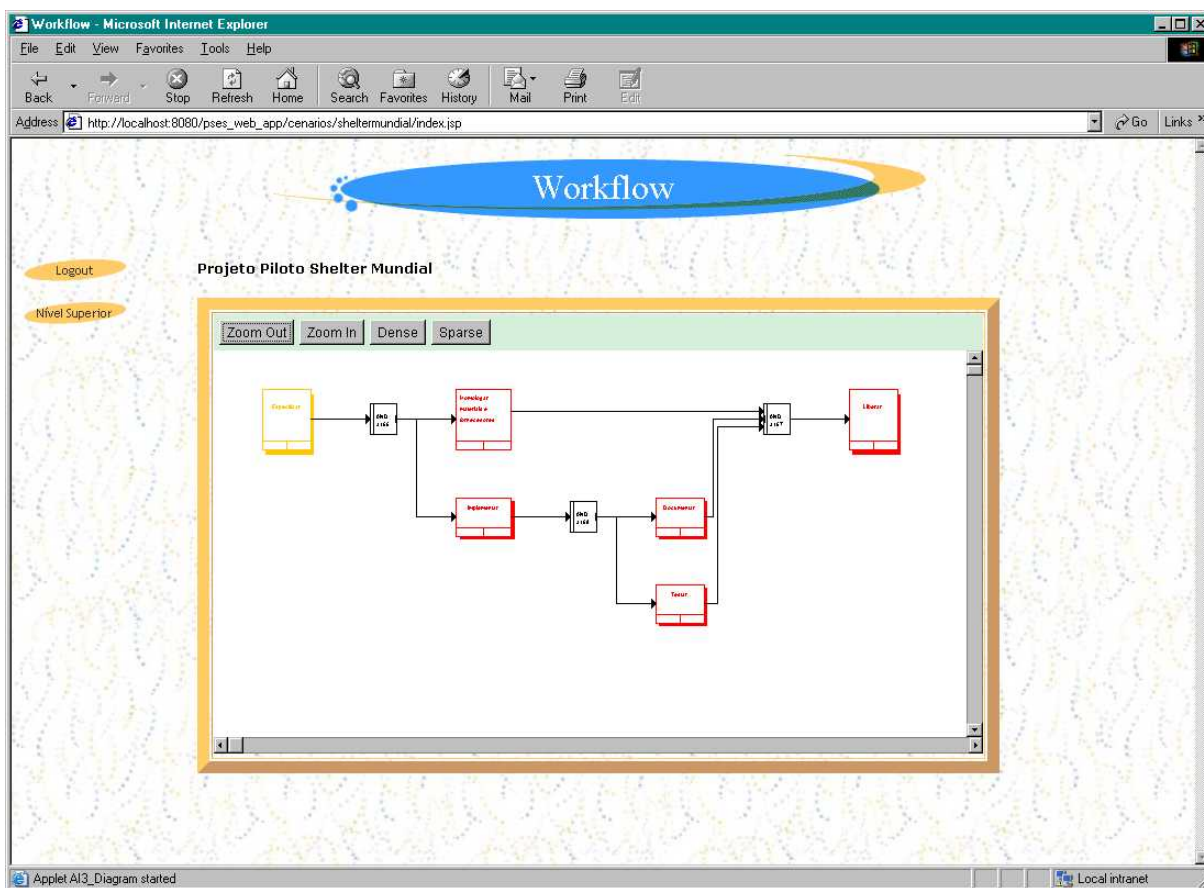 Workflow - Microsoft Internet Explorer
File Edit View Favorites Tools Help
Back Forward Stop Refresh Home Search Favorites History Mail Print Edit
Address http://localhost:8080/pses_web_app/cenarios/sheltermundial/index.jsp Go Links »
Workflow
Logout
Projeto Piloto Shelter Mundial
Nível Superior
Zoom Out Zoom In Dense Sparse
Homologar
Liberar
Implementar
Documentar
Testar
Applet AI3_Diagram started Local intranet